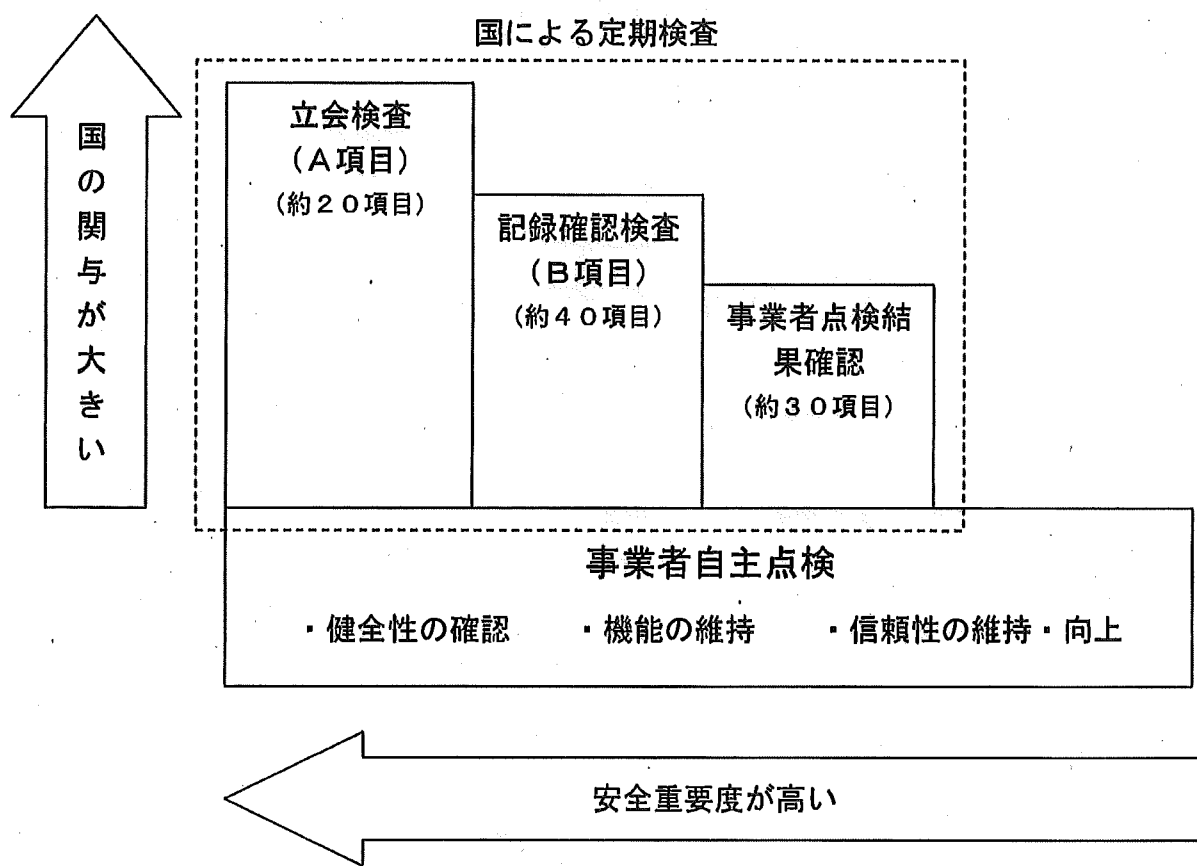 国による定期検査
国の関与が大きい
立会検査
(A項目)
(約20項目)
記録確認検査
(B項目)
(約40項目)
事業者点検結
果確認
(約30項目)
事業者自主点検
・健全性の確認 ・機能の維持 ・信頼性の維持・向上
安全重要度が高い